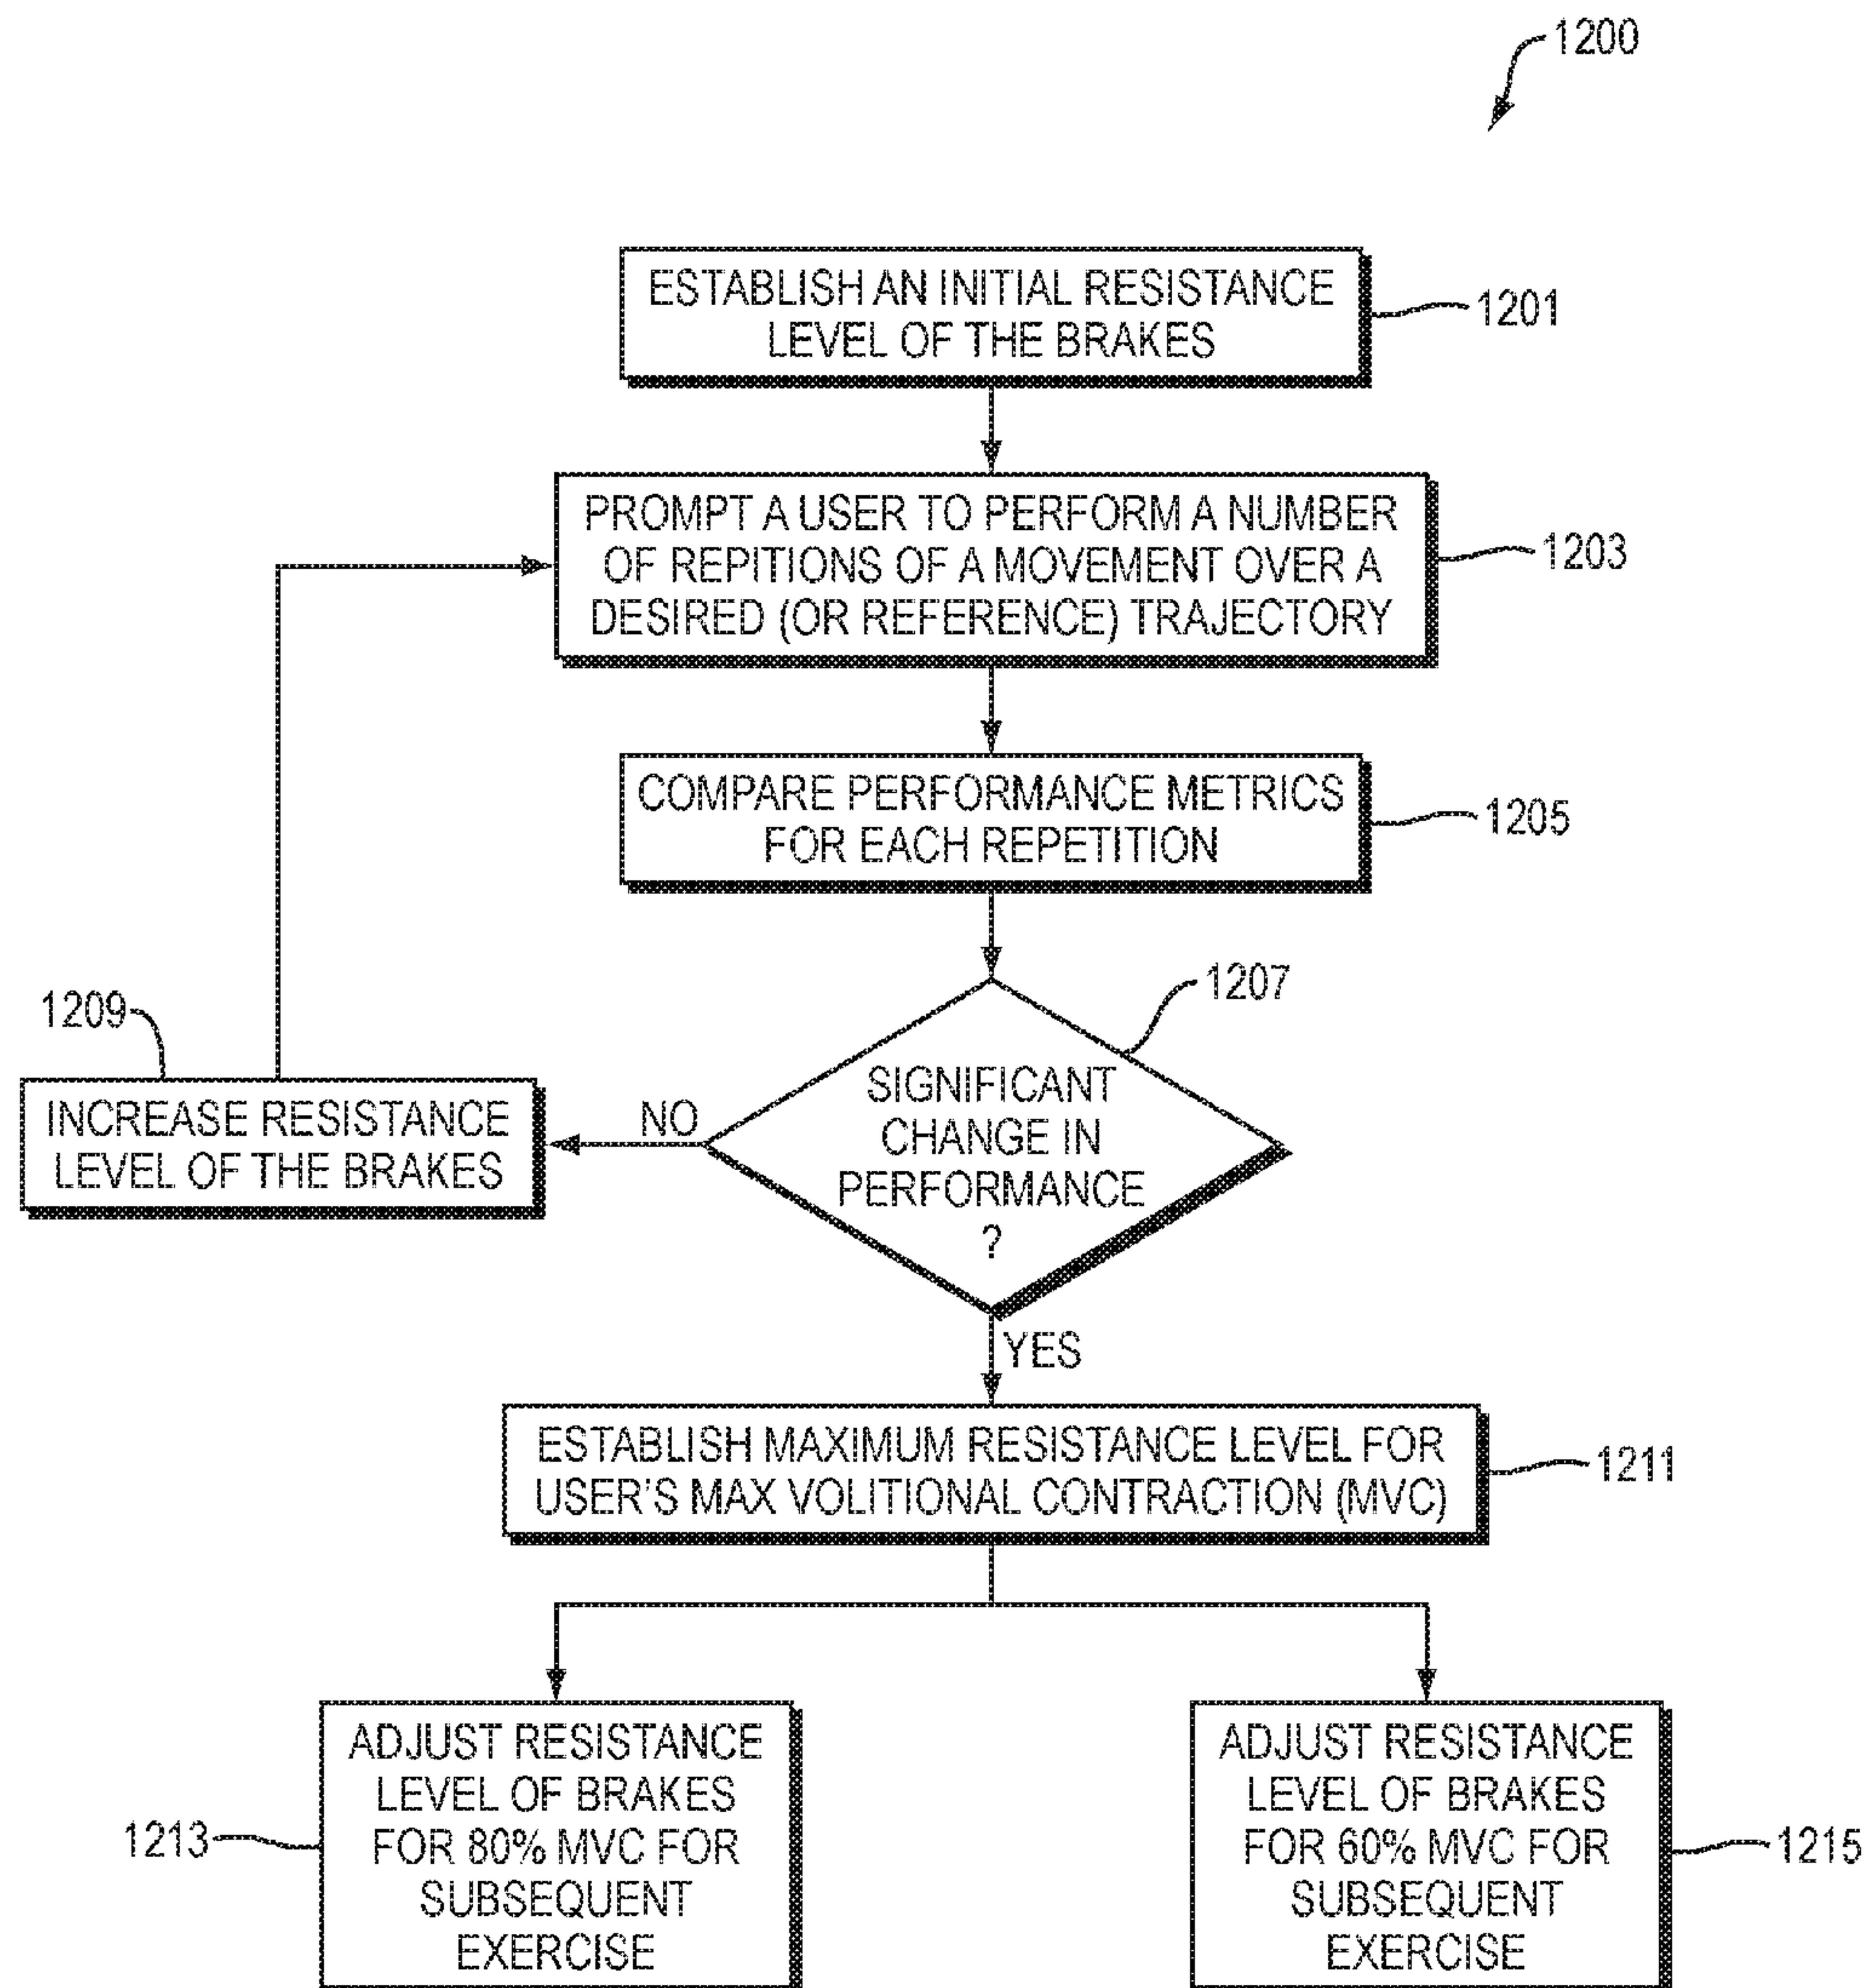 1200
ESTABLISH AN INITIAL RESISTANCE
LEVEL OF THE BRAKES
1201
PROMPT A USER TO PERFORM A NUMBER
OF REPITIONS OF A MOVEMENT OVER A
DESIRED (OR REFERENCE) TRAJECTORY
1203
COMPARE PERFORMANCE METRICS
FOR EACH REPETITION
1205
1207
SIGNIFICANT
CHANGE IN
PERFORMANCE
?
NO
1209
INCREASE RESISTANCE
LEVEL OF THE BRAKES
YES
ESTABLISH MAXIMUM RESISTANCE LEVEL FOR
USER'S MAX VOLITIONAL CONTRACTION (MVC)
1211
ADJUST RESISTANCE
LEVEL OF BRAKES
FOR 80% MVC FOR
SUBSEQUENT
EXERCISE
1213
ADJUST RESISTANCE
LEVEL OF BRAKES
FOR 60% MVC FOR
SUBSEQUENT
EXERCISE
1215